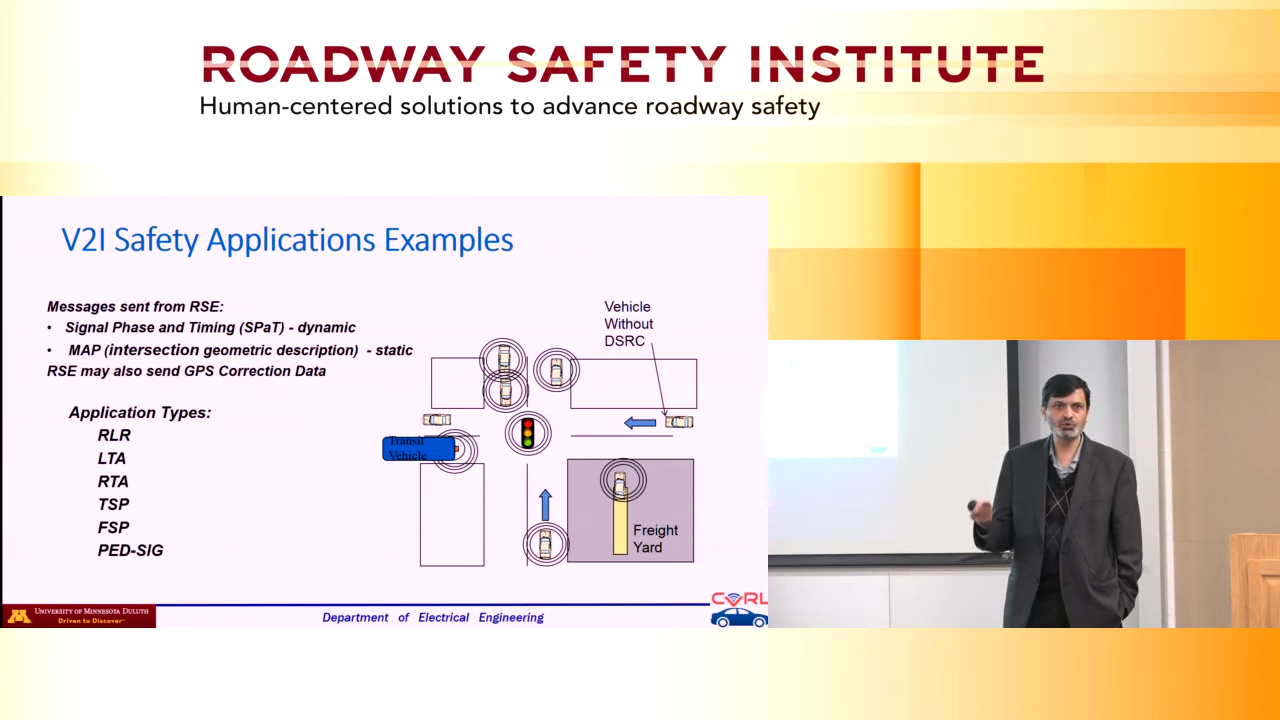 ROADWAY SAFETY INSTITUTE
Human-centered solutions to advance roadway safety
V2I Safety Applications Examples
Messages sent from RSE:
• Signal Phase and Timing (SPaT) - dynamic
• MAP (intersection geometric description) - static
RSE may also send GPS Correction Data
Application Types:
RLR
LTA
RTA
TSP
FSP
PED-SIG
Vehicle
Without
DSRC
Transit
Vehicle
Freight
Yard
UNIVERSITY OF MINNESOTA DULUTH
Driven to Discover
Department of Electrical Engineering